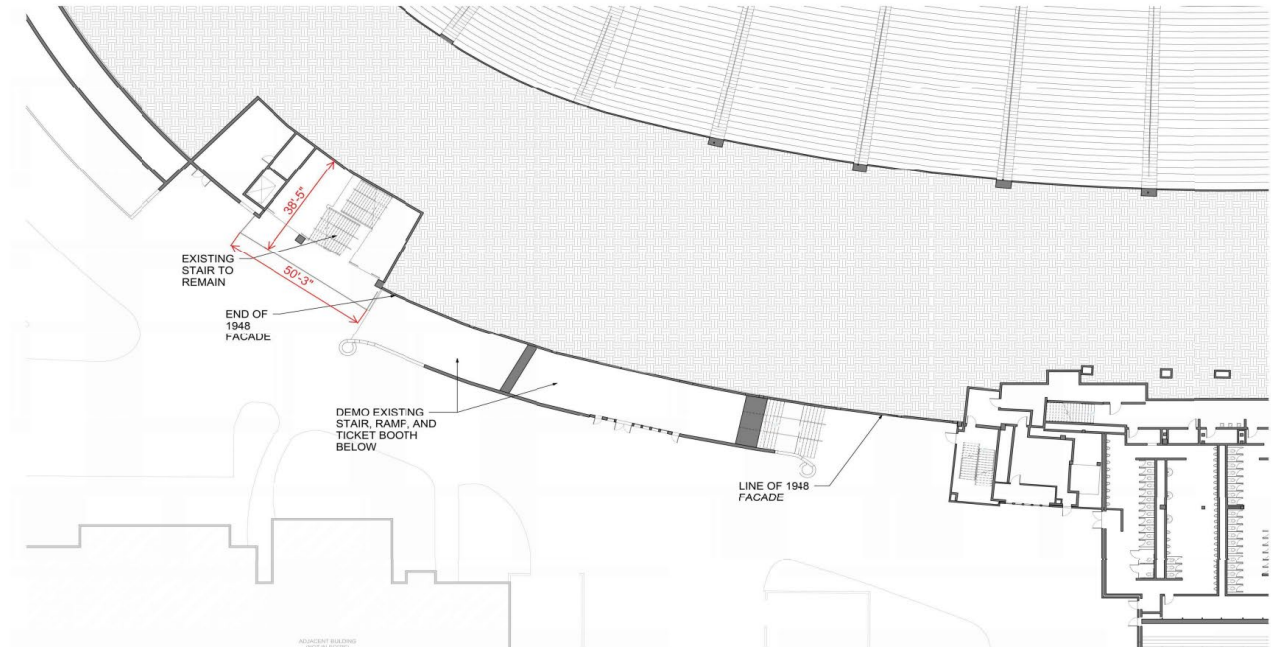 38'-5"
EXISTING
STAIR TO
REMAIN
50'-3"
END OF
1948
FACADE
DEMO EXISTING
STAIR, RAMP, AND
TICKET BOOTH
BELOW
LINE OF 1948
FACADE
ADJACENT BUILDING